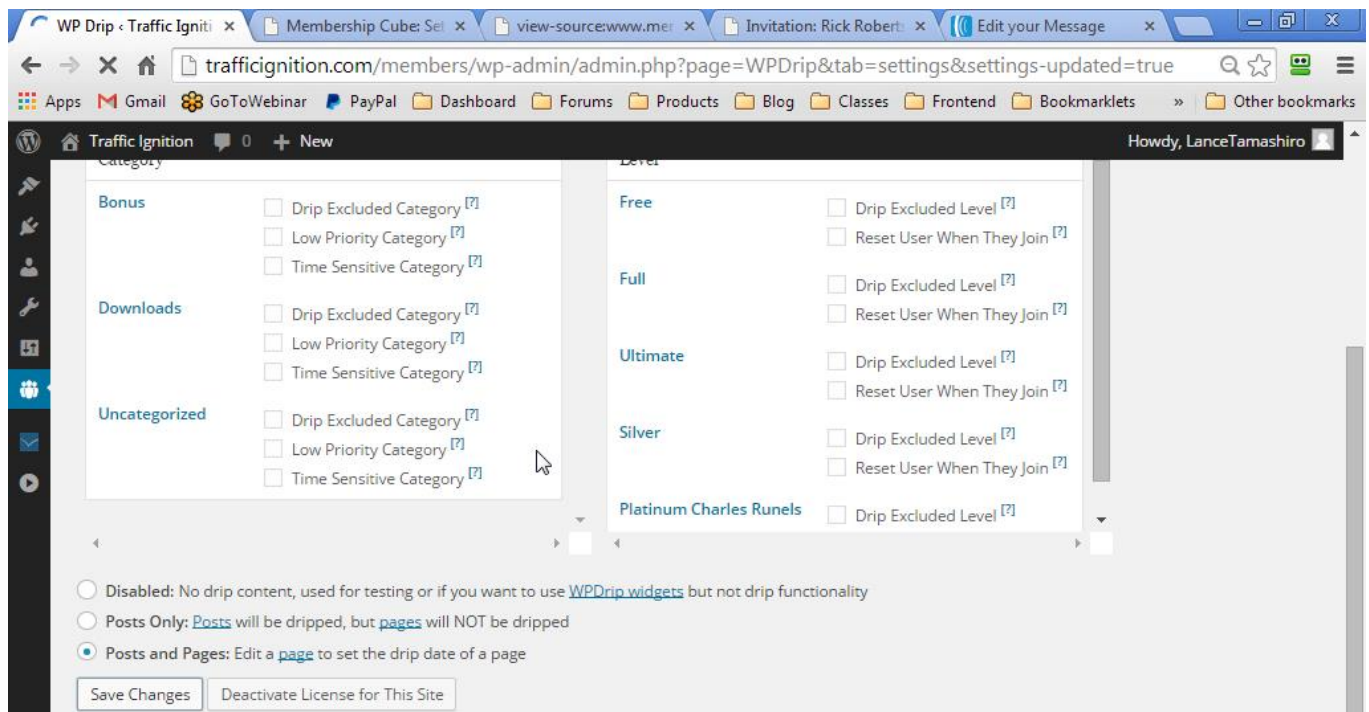 WP Drip ‹ Traffic Igniti
Membership Cube: Set
view-source:www.mer
Invitation: Rick Roberts
Edit your Message
trafficignition.com/members/wp-admin/admin.php?page=WPDrip&tab=settings&settings-updated=true
Apps Gmail GoToWebinar PayPal Dashboard Forums Products Blog Classes Frontend Bookmarklets » Other bookmarks
Traffic Ignition 0 + New Howdy, LanceTamashiro
Category
Bonus
Drip Excluded Category [?]
Low Priority Category [?]
Time Sensitive Category [?]
Downloads
Drip Excluded Category [?]
Low Priority Category [?]
Time Sensitive Category [?]
Uncategorized
Drip Excluded Category [?]
Low Priority Category [?]
Time Sensitive Category [?]
Level
Free
Drip Excluded Level [?]
Reset User When They Join [?]
Full
Drip Excluded Level [?]
Reset User When They Join [?]
Ultimate
Drip Excluded Level [?]
Reset User When They Join [?]
Silver
Drip Excluded Level [?]
Reset User When They Join [?]
Platinum Charles Runels
Drip Excluded Level [?]
Disabled: No drip content, used for testing or if you want to use WPDrip widgets but not drip functionality
Posts Only: Posts will be dripped, but pages will NOT be dripped
Posts and Pages: Edit a page to set the drip date of a page
Save Changes
Deactivate License for This Site